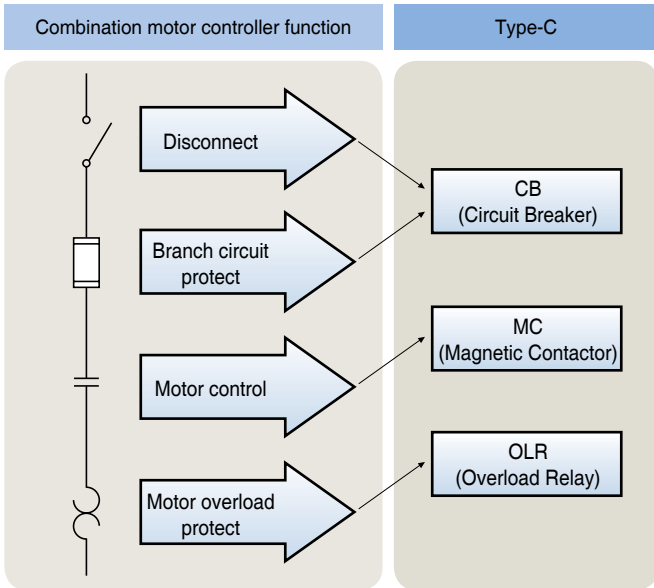 Combination motor controller function
Type-C
Disconnect
Branch circuit
protect
Motor control
Motor overload
protect
CB
(Circuit Breaker)
MC
(Magnetic Contactor)
OLR
(Overload Relay)